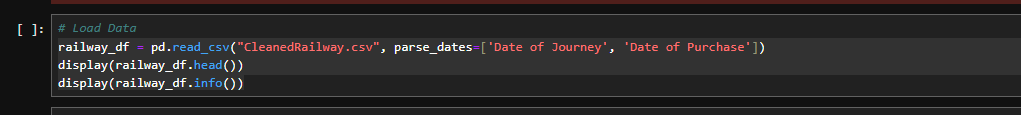 [ ]: # Load Data
railway_df = pd.read_csv("CleanedRailway.csv", parse_dates=['Date of Journey', 'Date of Purchase'])
display(railway_df.head())
display(railway_df.info())